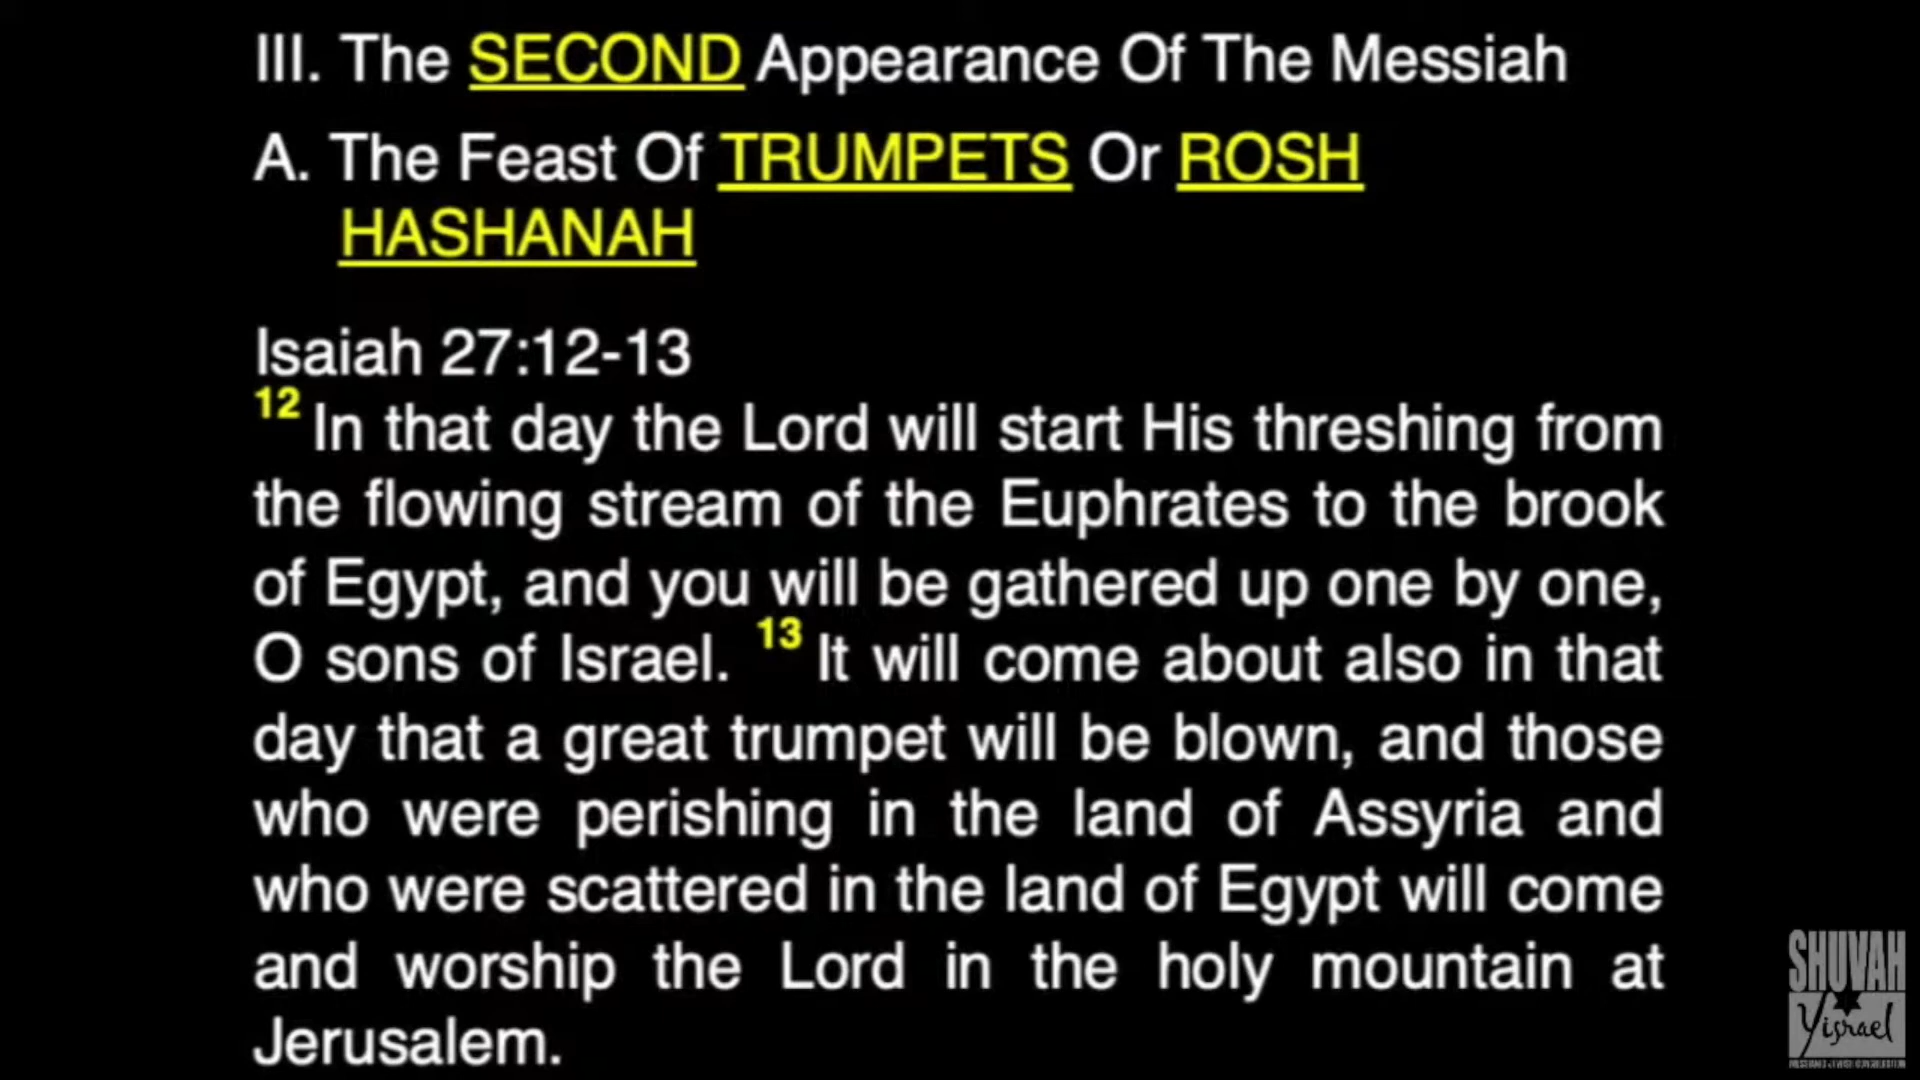 III. The SECOND Appearance Of The Messiah
A. The Feast Of TRUMPETS Or ROSH
HASHANAH
Isaiah 27:12-13
12 In that day the Lord will start His threshing from
the flowing stream of the Euphrates to the brook
of Egypt, and you will be gathered up one by one,
O sons of Israel. 13 It will come about also in that
day that a great trumpet will be blown, and those
who were perishing in the land of Assyria and
who were scattered in the land of Egypt will come
and worship the Lord in the holy mountain at
Jerusalem.
SHUVAH
Yisrael